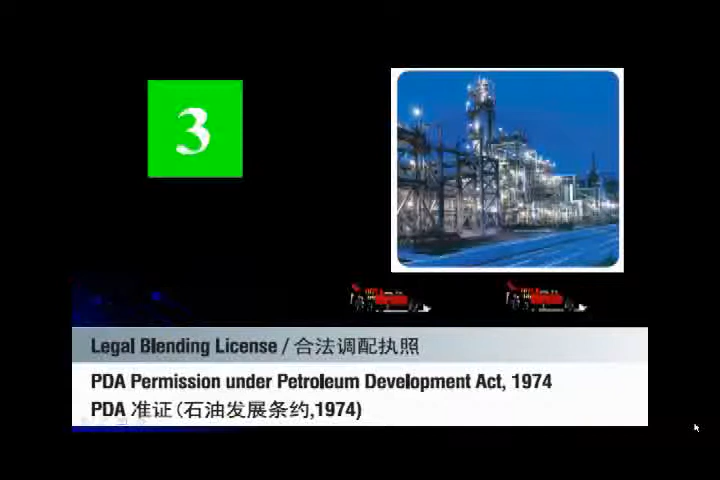 3
Legal Blending License / 合法调配执照
PDA Permission under Petroleum Development Act, 1974
PDA 准证 (石油发展条约,1974)